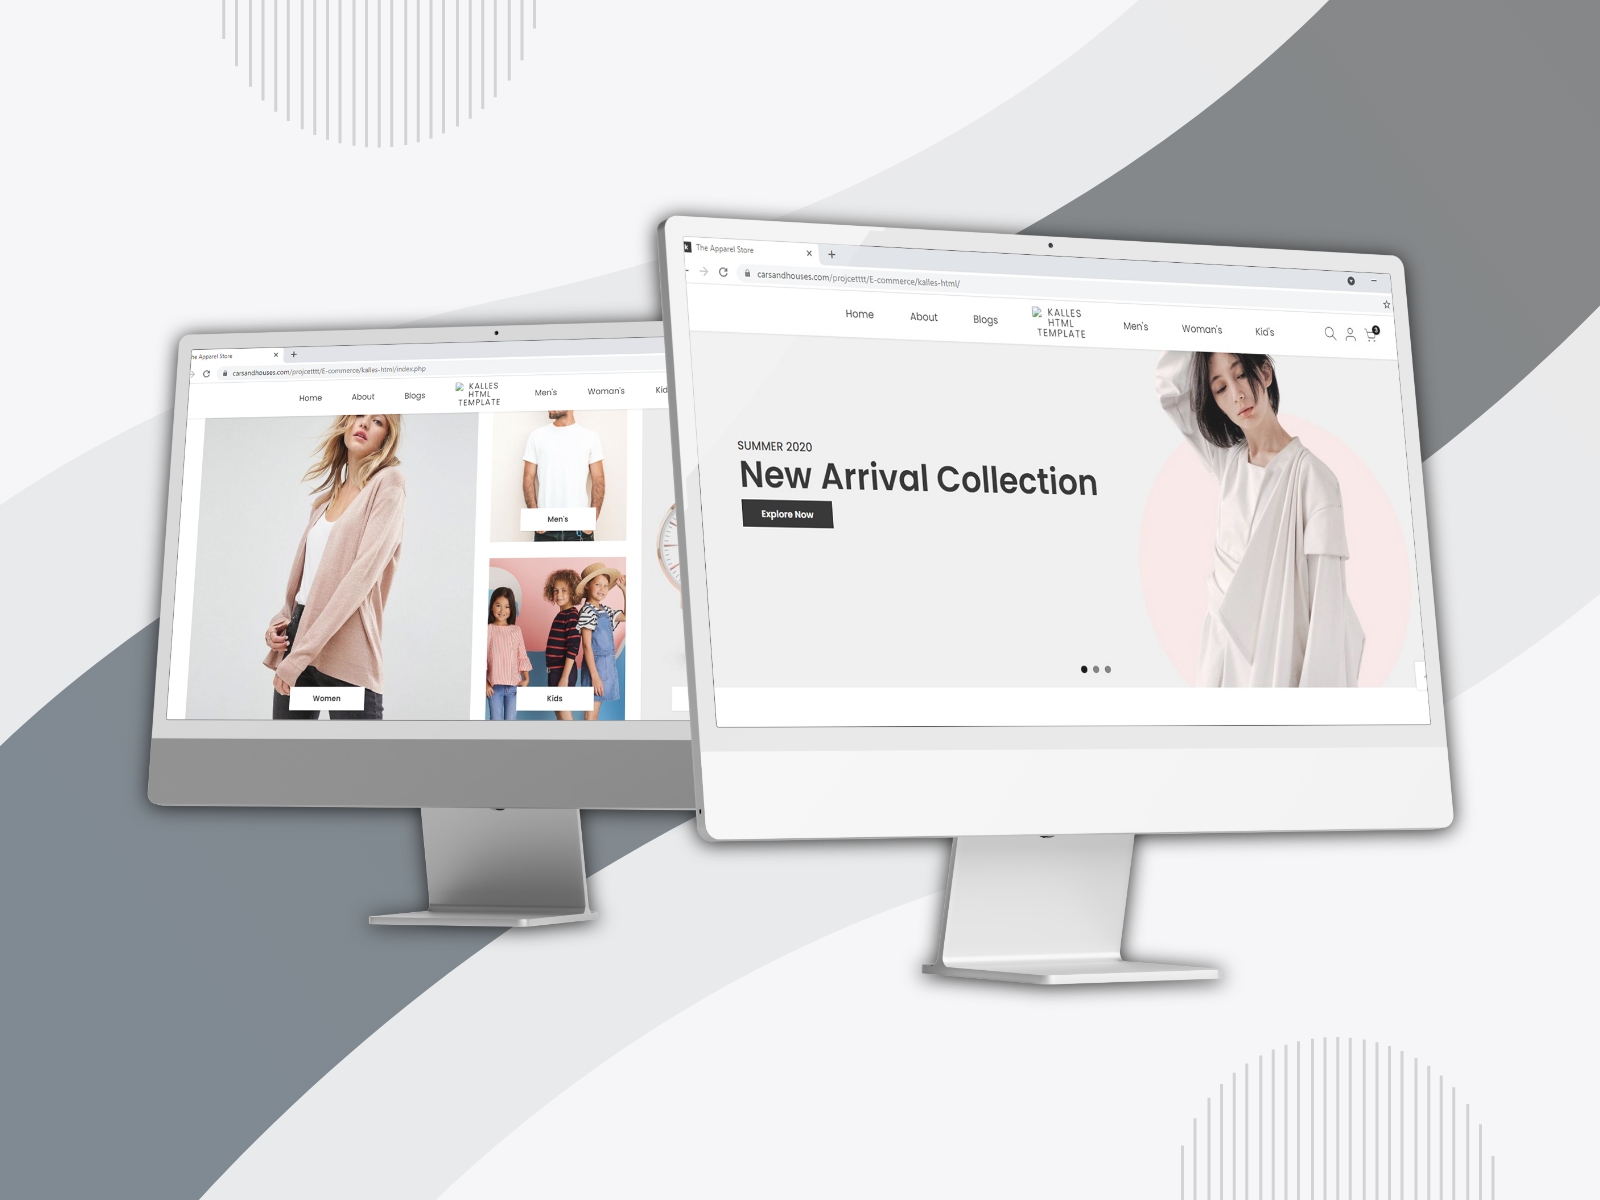 he Apparel Store
carsandhouses.com/projcetttt/E-commerce/kalles-html/index.php
Home
About
Blogs
KALLES
HTML
TEMPLATE
Men's
Woman's
Kid
Men's
Women
Kids
The Apparel Store
carsandhouses.com/projcetttt/E-commerce/kalles-html/
Home
About
Blogs
KALLES
HTML
TEMPLATE
Men's
Woman's
Kid's
SUMMER 2020
New Arrival Collection
Explore Now